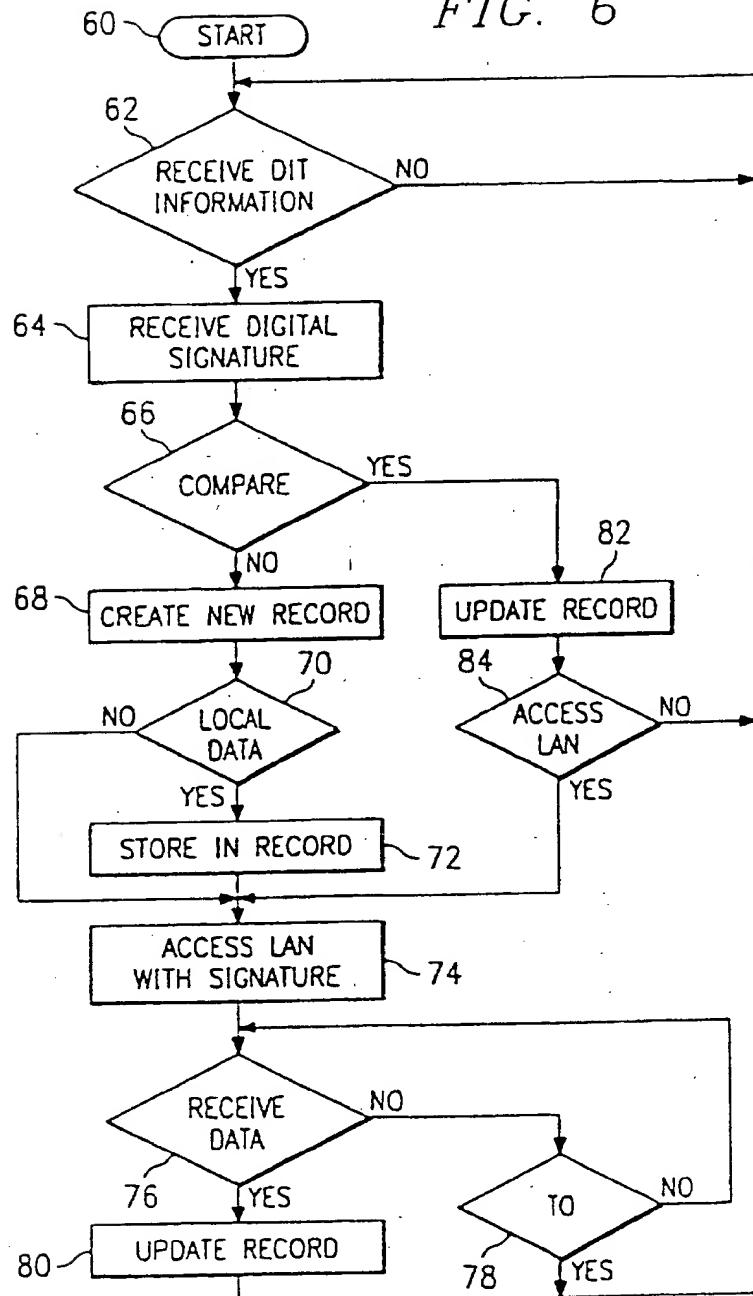 FIG. 6
60 START
62
RECEIVE DIT
INFORMATION
NO
YES
64 RECEIVE DIGITAL
SIGNATURE
66
COMPARE
YES
NO
82
68 CREATE NEW RECORD
UPDATE RECORD
70
84
NO
LOCAL
DATA
ACCESS
LAN
NO
YES
YES
STORE IN RECORD 72
ACCESS LAN
WITH SIGNATURE 74
RECEIVE
DATA
NO
76
YES
TO
NO
80 UPDATE RECORD
78
YES